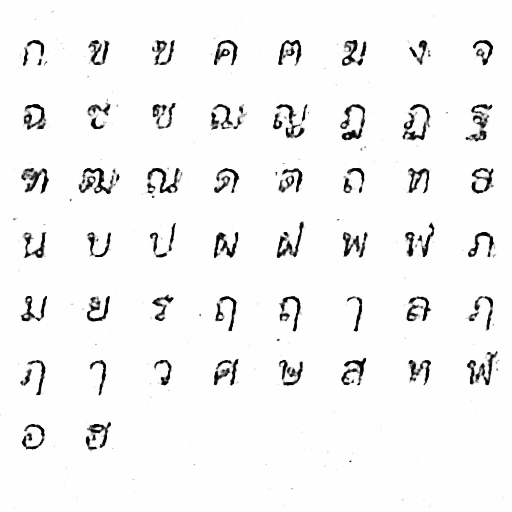 ก ข ฃ ค ฅ ฆ ง จ
ฉ ช ซ ฌ ญ ฎ ฏ ฐ
ฑ ฒ ณ ด ต ถ ท ธ
น บ ป ผ ฝ พ ฟ ภ
ม ย ร ฤ ฤ ๅ ล ฦ
ฦ ๅ ว ศ ษ ส ห ฬ
อ ฮ